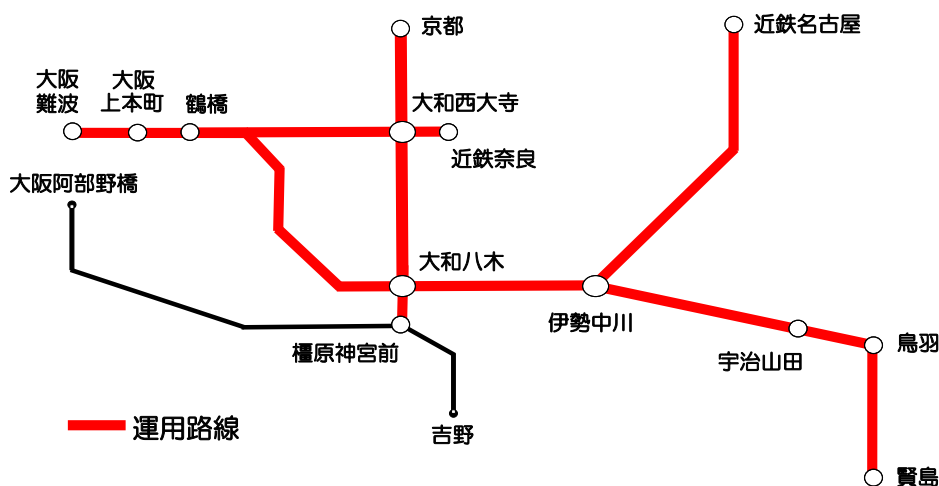 京都
近鉄名古屋
大阪
難波
大阪
上本町
鶴橋
大和西大寺
近鉄奈良
大阪阿部野橋
大和八木
伊勢中川
橿原神宮前
宇治山田
鳥羽
運用路線
吉野
賢島